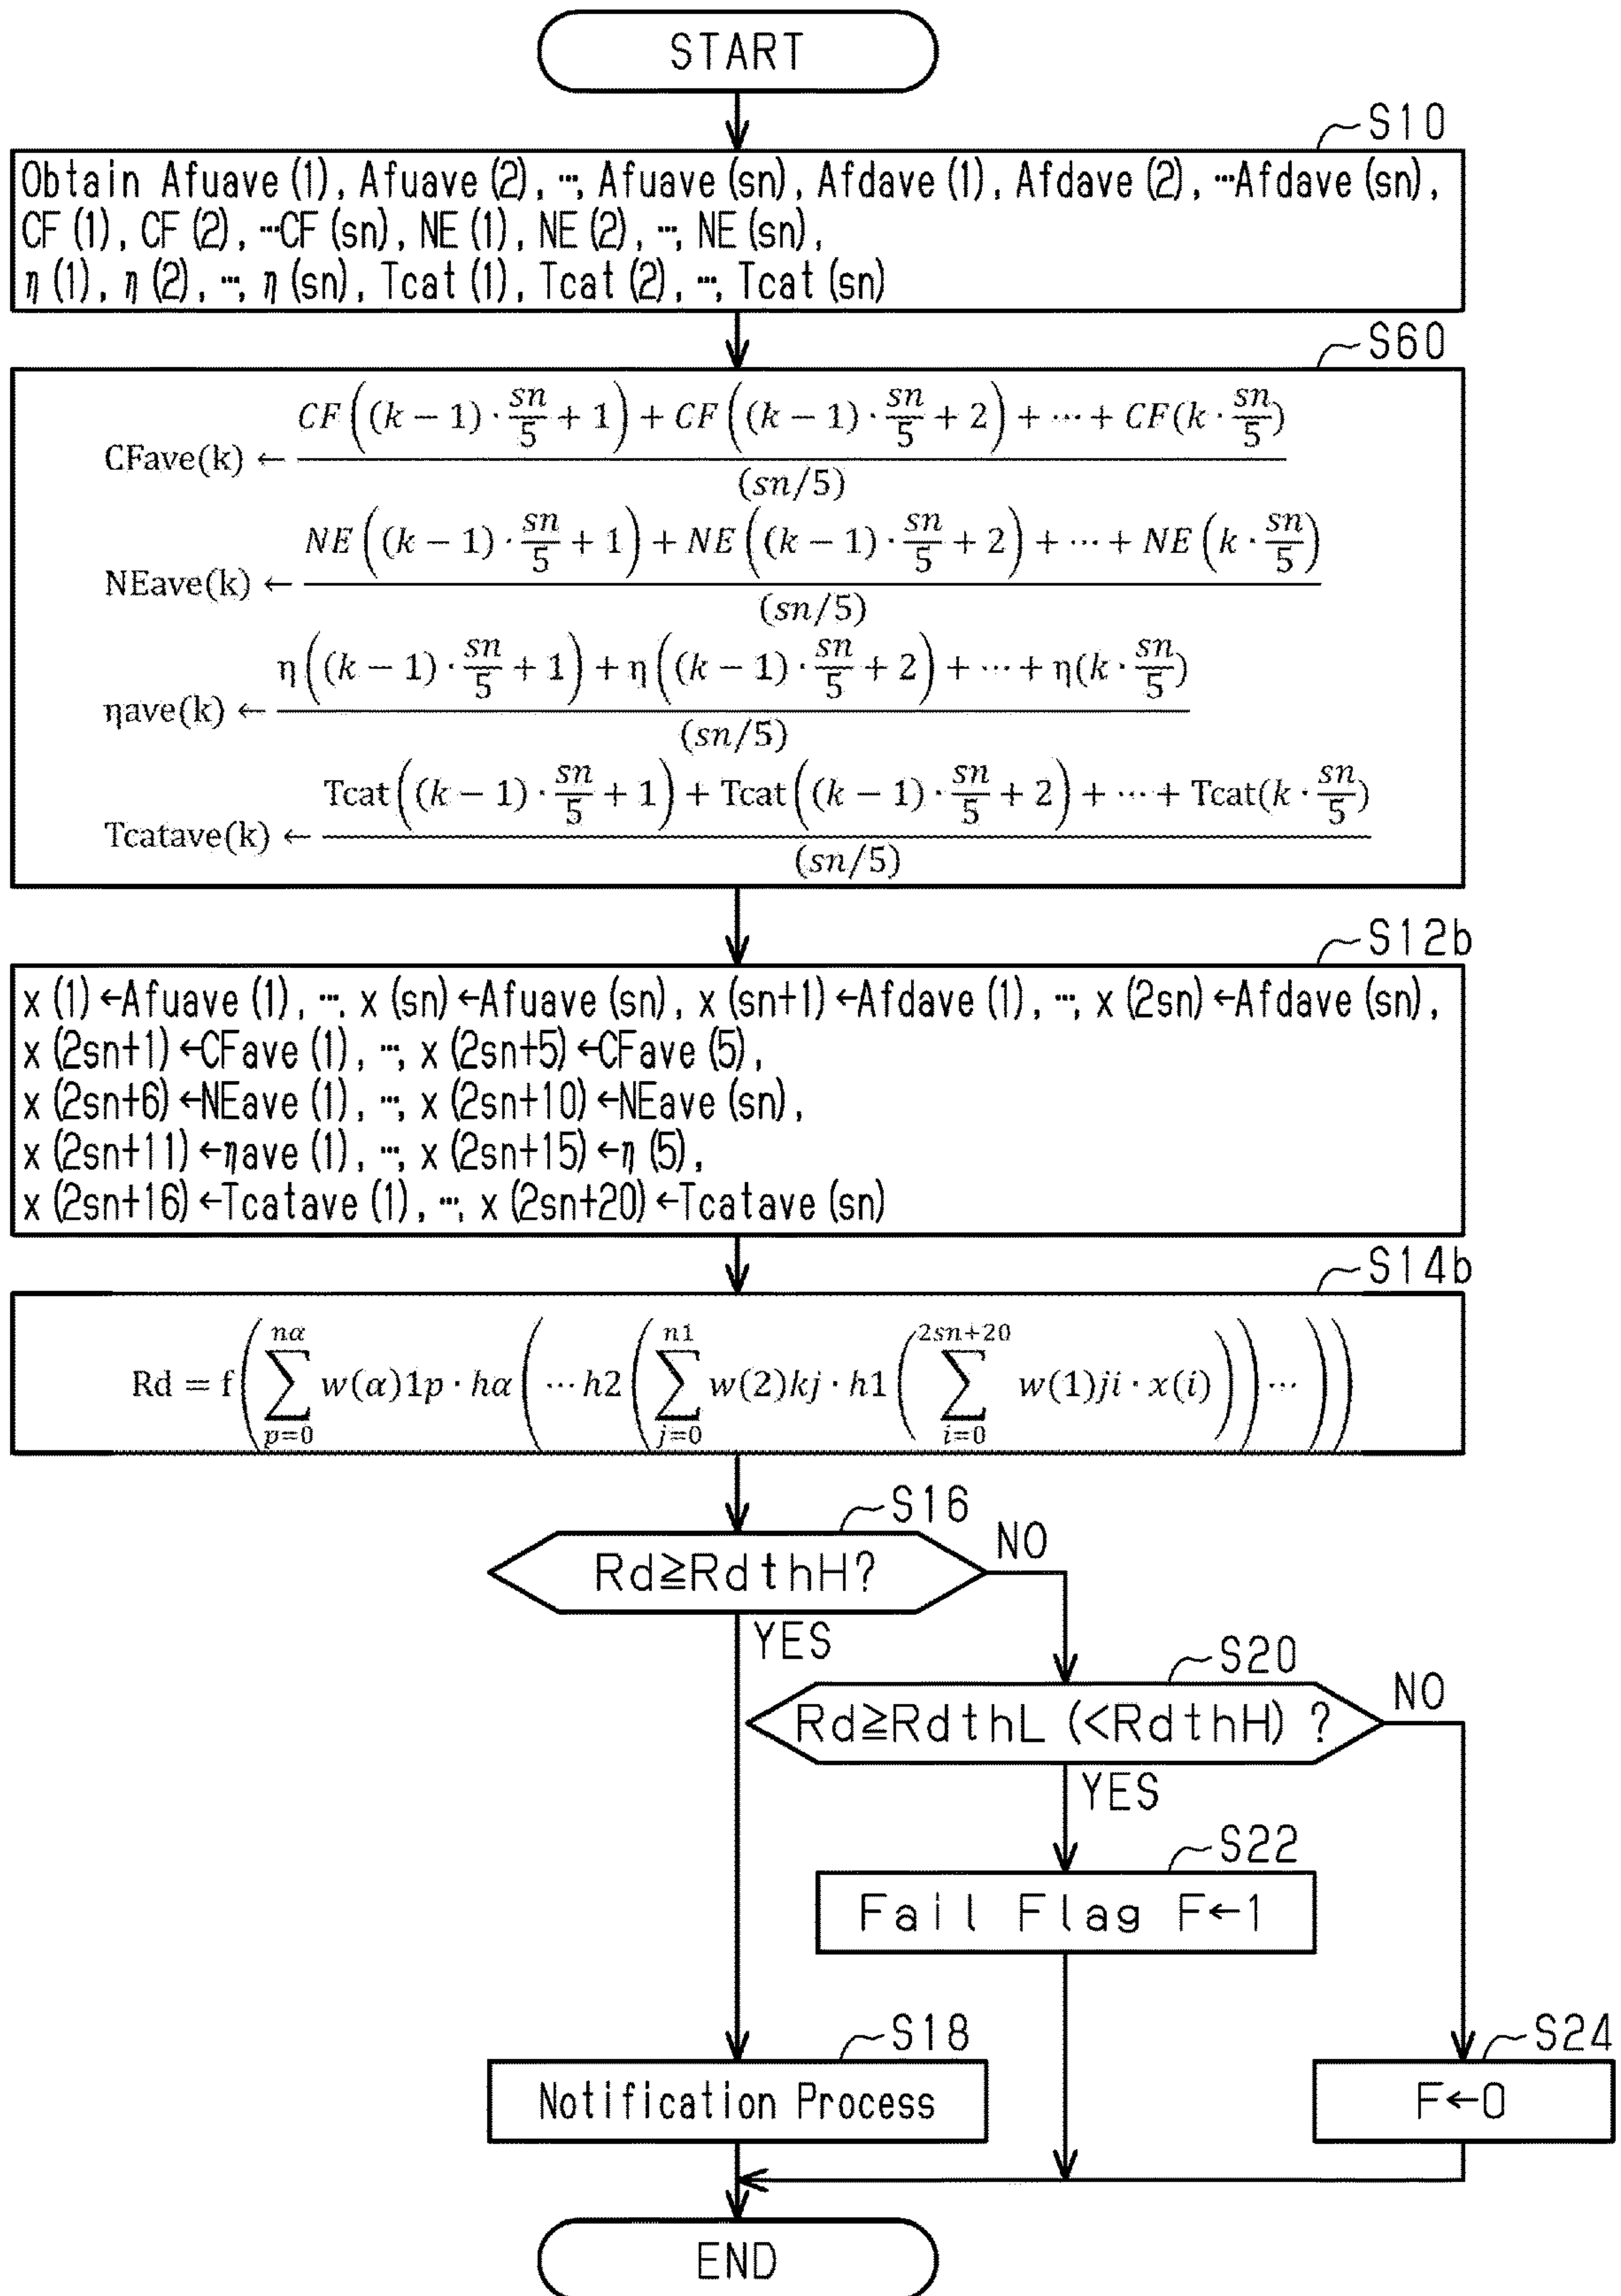 START
S10
Obtain Afuave (1), Afuave (2), ···, Afuave (sn), Afdave (1), Afdave (2), ···Afdave (sn),
CF (1), CF (2), ···CF (sn), NE (1), NE (2), ···, NE (sn),
η (1), η (2), ···, η (sn), Tcat (1), Tcat (2), ···, Tcat (sn)
S60
CFave(k) ← (CF((k − 1) · sn/5 + 1) + CF((k − 1) · sn/5 + 2) + ··· + CF(k · sn/5)) / (sn/5)
NEave(k) ← (NE((k − 1) · sn/5 + 1) + NE((k − 1) · sn/5 + 2) + ··· + NE(k · sn/5)) / (sn/5)
ηave(k) ← (η((k − 1) · sn/5 + 1) + η((k − 1) · sn/5 + 2) + ··· + η(k · sn/5)) / (sn/5)
Tcatave(k) ← (Tcat((k − 1) · sn/5 + 1) + Tcat((k − 1) · sn/5 + 2) + ··· + Tcat(k · sn/5)) / (sn/5)
S12b
x (1) ←Afuave (1), ···, x (sn) ←Afuave (sn), x (sn+1) ←Afdave (1), ···, x (2sn) ←Afdave (sn),
x (2sn+1) ←CFave (1), ···, x (2sn+5) ←CFave (5),
x (2sn+6) ←NEave (1), ···, x (2sn+10) ←NEave (sn),
x (2sn+11) ←ηave (1), ···, x (2sn+15) ←η (5),
x (2sn+16) ←Tcatave (1), ···, x (2sn+20) ←Tcatave (sn)
S14b
Rd = f(∑_{p=0}^{nα} w(α)1p · hα(··· h2(∑_{j=0}^{n1} w(2)kj · h1(∑_{i=0}^{2sn+20} w(1)ji · x(i))) ···))
S16
Rd≧RdthH?
NO
YES
S20
Rd≧RdthL (<RdthH) ?
NO
YES
S22
Fail Flag F←1
S18
Notification Process
S24
F←0
END